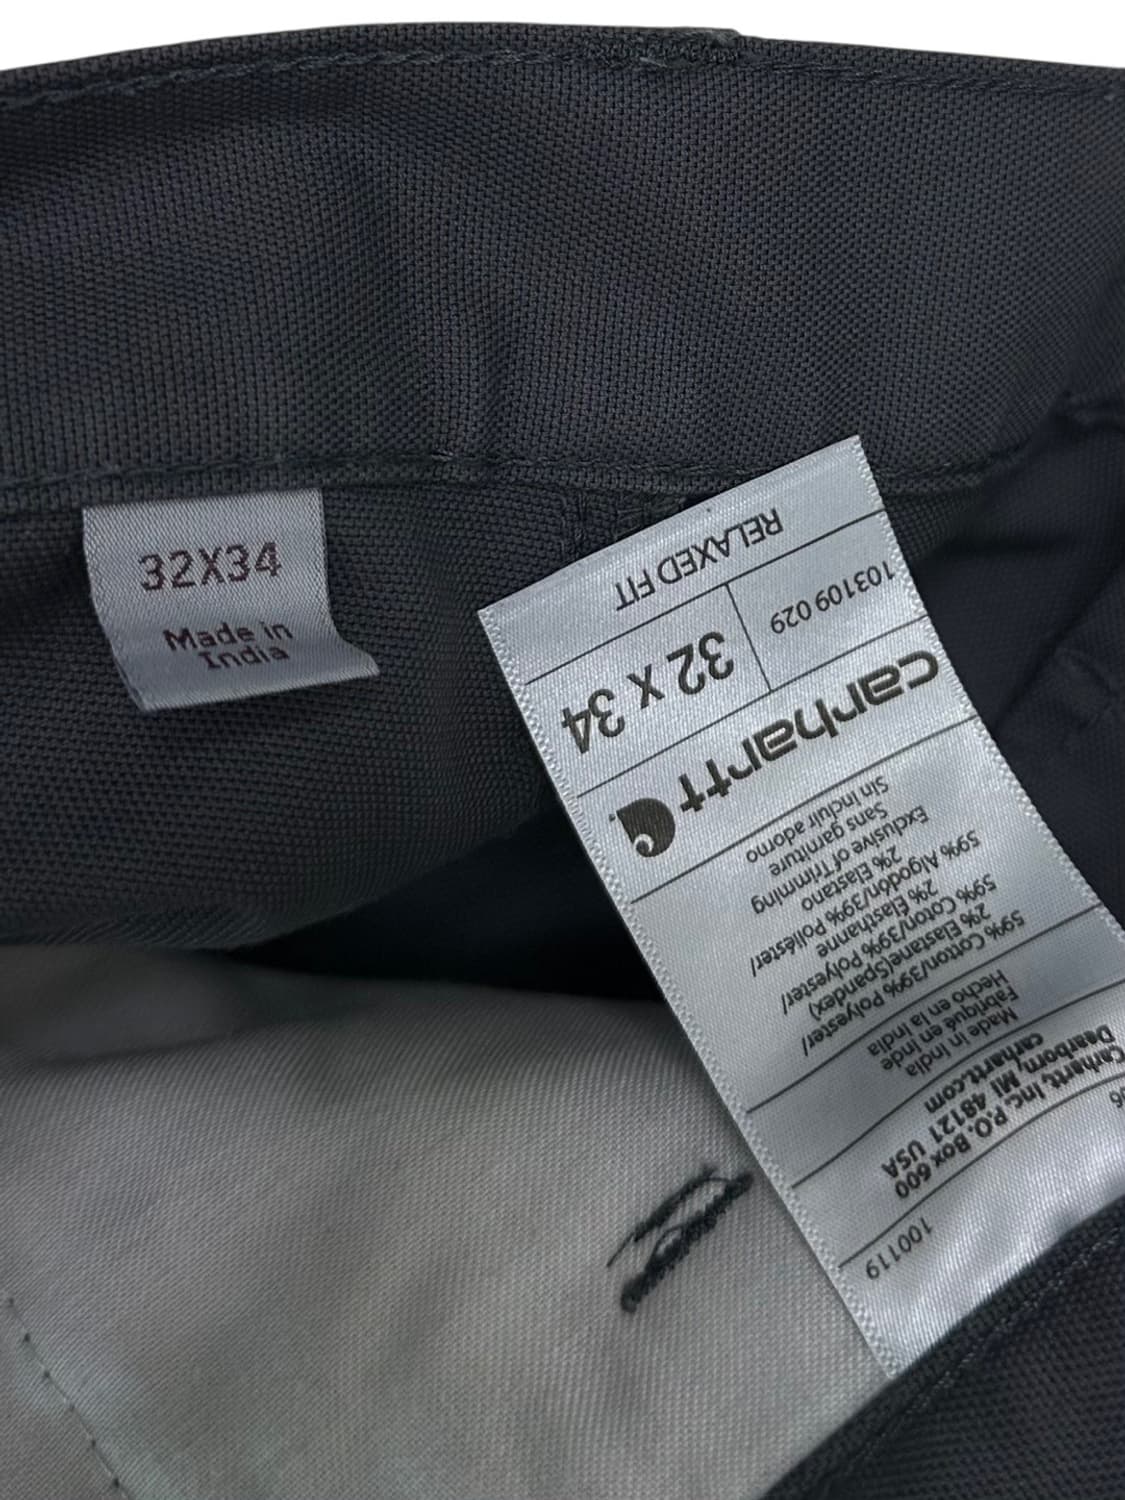 32X34
Made in
India
RELAXED FIT
32 X 34
103109 029
carhartt
59% Cotton/39% Polyester/
2% Elastane(Spandex)
59% Coton/39% Polyester/
2% Élasthanne
59% Algodón/39% Poliéster/
2% Elastano
Exclusive of Trimming
Sans garniture
Sin incluir adorno
Made in India
Fabriqué en Inde
Hecho en la India
Carhartt, Inc. P.O. Box 600
Dearborn, MI 48121 USA
carhartt.com
100119